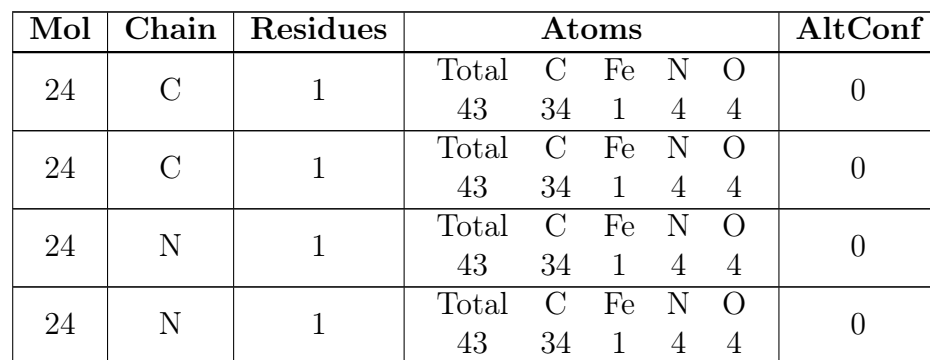 Mol Chain Residues Atoms AltConf
24 C 1 Total C Fe N O 0
43 34 1 4 4
24 C 1 Total C Fe N O 0
43 34 1 4 4
24 N 1 Total C Fe N O 0
43 34 1 4 4
24 N 1 Total C Fe N O 0
43 34 1 4 4